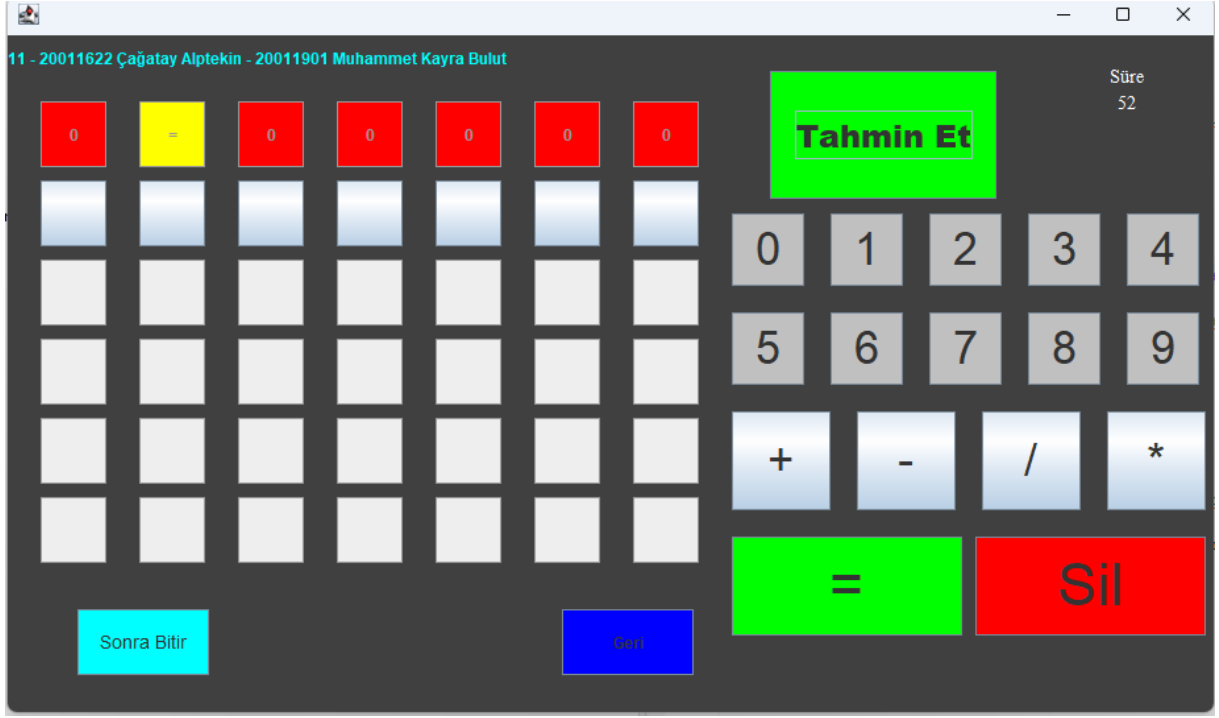 11 - 20011622 Çağatay Alptekin - 20011901 Muhammet Kayra Bulut
Süre
52
0 = 0 0 0 0 0
Tahmin Et
0 1 2 3 4
5 6 7 8 9
+ - / *
= Sil
Sonra Bitir
Geri